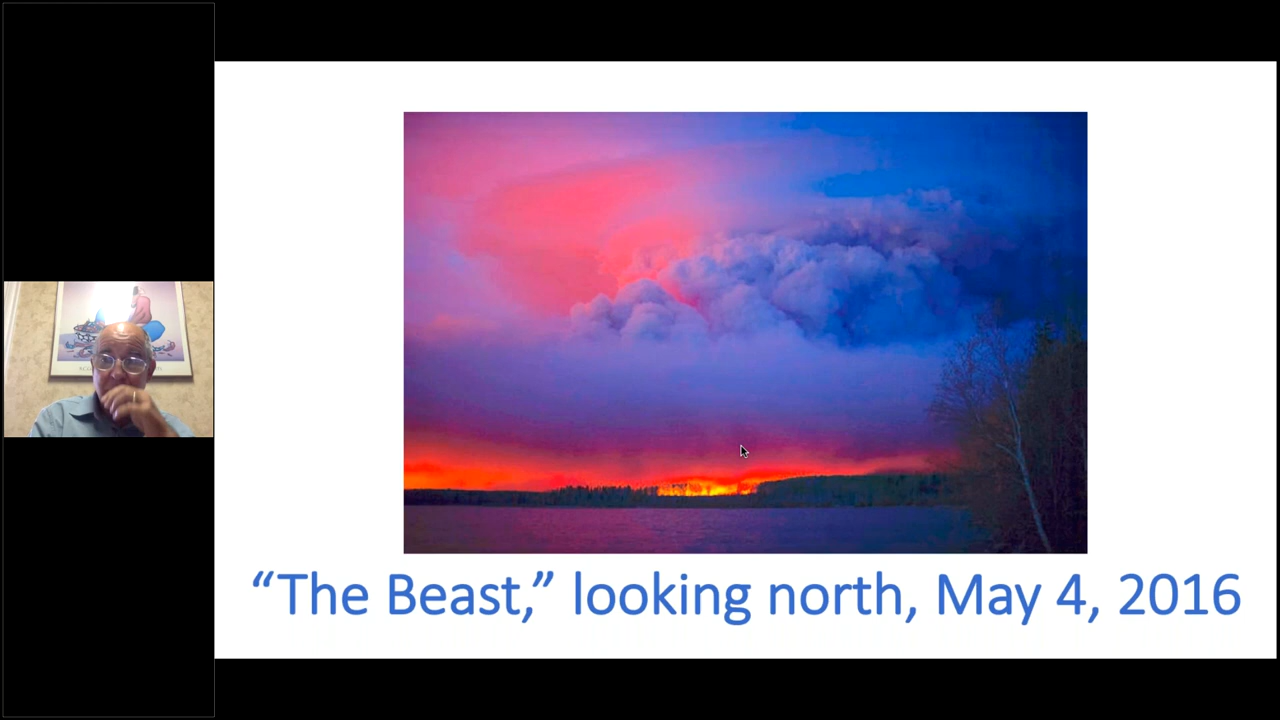 “The Beast,” looking north, May 4, 2016